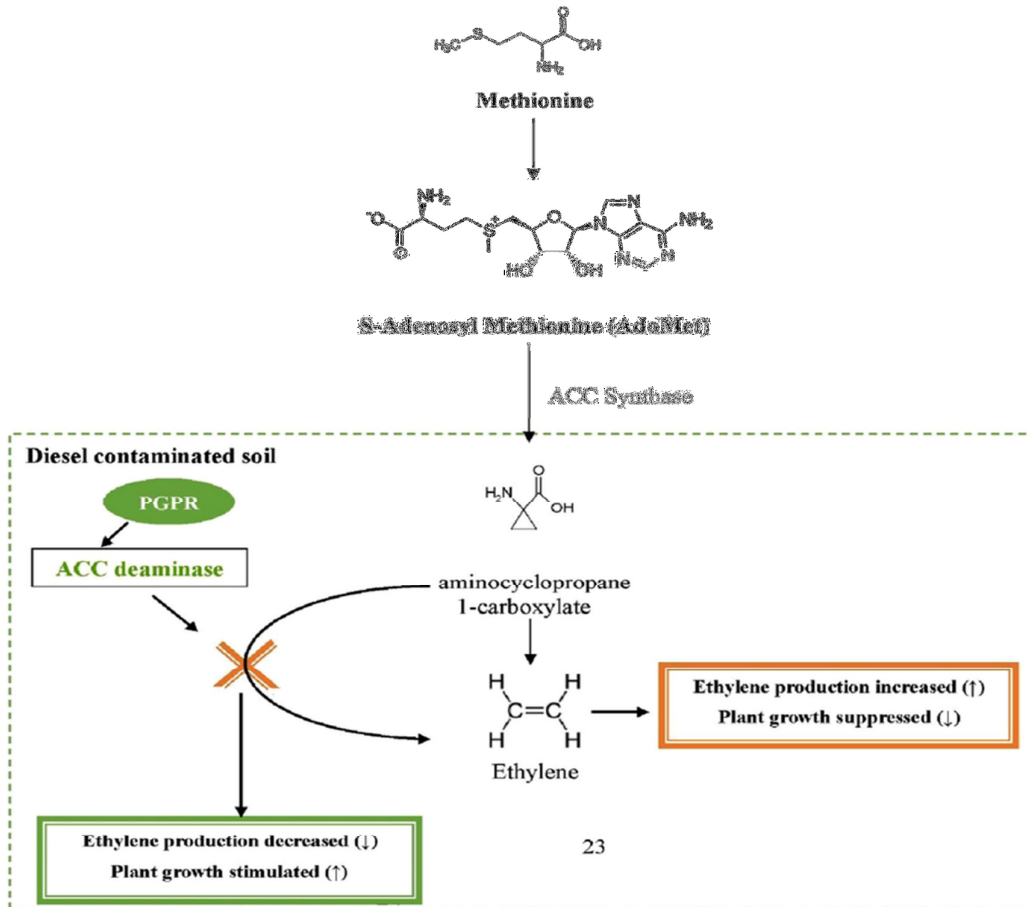 O
H₃C
S
OH
NH₂
Methionine
NH₂
⁻O
O
S⁺
O
N
N
NH₂
N
N
HO
OH
S-Adenosyl Methionine (AdoMet)
ACC Synthase
Diesel contaminated soil
PGPR
ACC deaminase
O
H₂N
OH
aminocyclopropane
1-carboxylate
H H
C=C
H H
Ethylene
Ethylene production increased (↑)
Plant growth suppressed (↓)
Ethylene production decreased (↓)
Plant growth stimulated (↑)
23